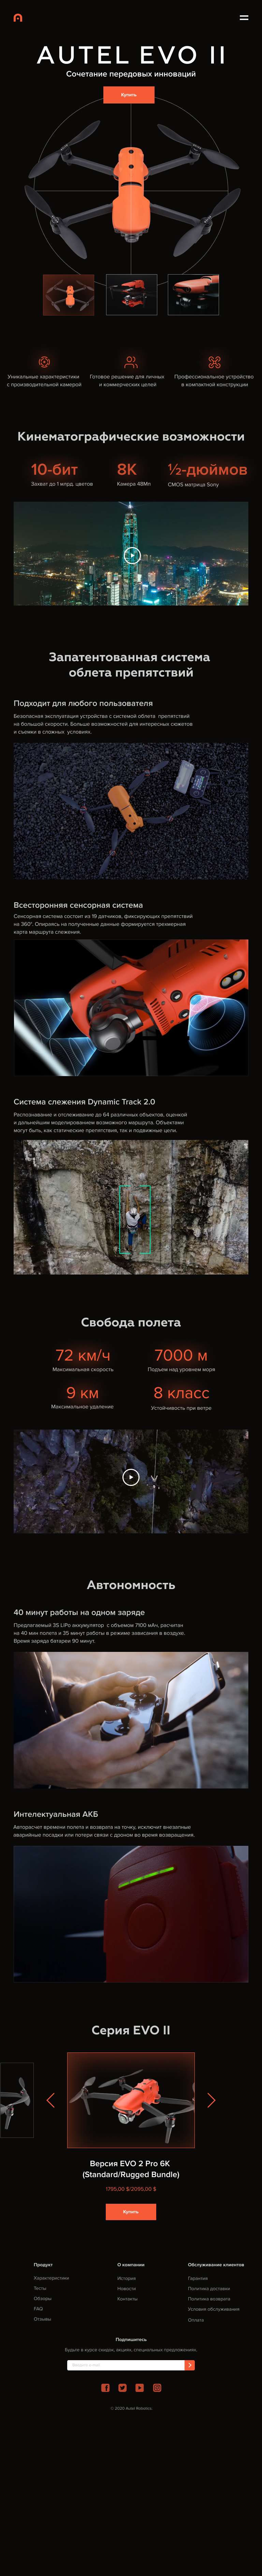 AUTEL EVO II
Сочетание передовых инноваций
Купить
Уникальные характеристики
с производительной камерой
Готовое решение для личных
и коммерческих целей
Профессиональное устройство
в компактной конструкции
Кинематографические возможности
10-бит
Захват до 1 млрд. цветов
8K
Камера 48Мп
½-дюймов
CMOS матрица Sony
Запатентованная система
облета препятствий
Подходит для любого пользователя
Безопасная эксплуатация устройства с системой облета препятствий
на большой скорости. Больше возможностей для интересных сюжетов
и съемки в сложных условиях.
Всесторонняя сенсорная система
Сенсорная система состоит из 19 датчиков, фиксирующих препятствий
на 360°. Опираясь на полученные данные формируется трехмерная
карта маршрута слежения.
Система слежения Dynamic Track 2.0
Распознавание и отслеживание до 64 различных объектов, оценкой
и дальнейшим моделированием возможного маршрута. Объектами
могут быть, как статические препятствия, так и подвижные цели.
Свобода полета
72 км/ч
Максимальная скорость
7000 м
Подъем над уровнем моря
9 км
Максимальное удаление
8 класс
Устойчивость при ветре
Автономность
40 минут работы на одном заряде
Предлагаемый 3S LiPo аккумулятор с объемом 7100 мАч, расчитан
на 40 мин полета и 35 минут работы в режиме зависания в воздухе.
Время заряда батареи 90 минут.
Интелектуальная АКБ
Авторасчет времени полета и возврата на точку, исключит внезапные
аварийные посадки или потери связи с дроном во время возвращения.
Серия EVO II
Версия EVO 2 Pro 6K
(Standard/Rugged Bundle)
1795,00 $/2095,00 $
Купить
Продукт
Характеристики
Тесты
Обзоры
FAQ
Отзывы
О компании
История
Новости
Контакты
Обслуживание клиентов
Гарантия
Политика доставки
Политика возврата
Условия обслуживания
Оплата
Подпишитесь
Будьте в курсе скидок, акциях, специальных предложениях.
© 2020 Autel Robotics